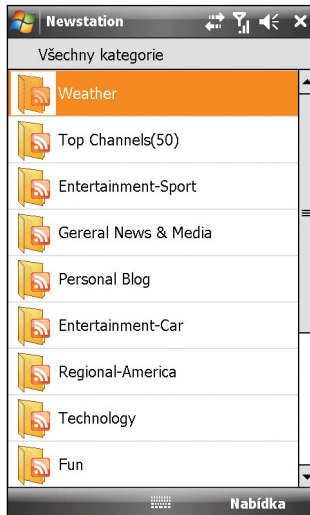 Newstation
Všechny kategorie
Weather
Top Channels(50)
Entertainment-Sport
Gereral News & Media
Personal Blog
Entertainment-Car
Regional-America
Technology
Fun
Nabídka